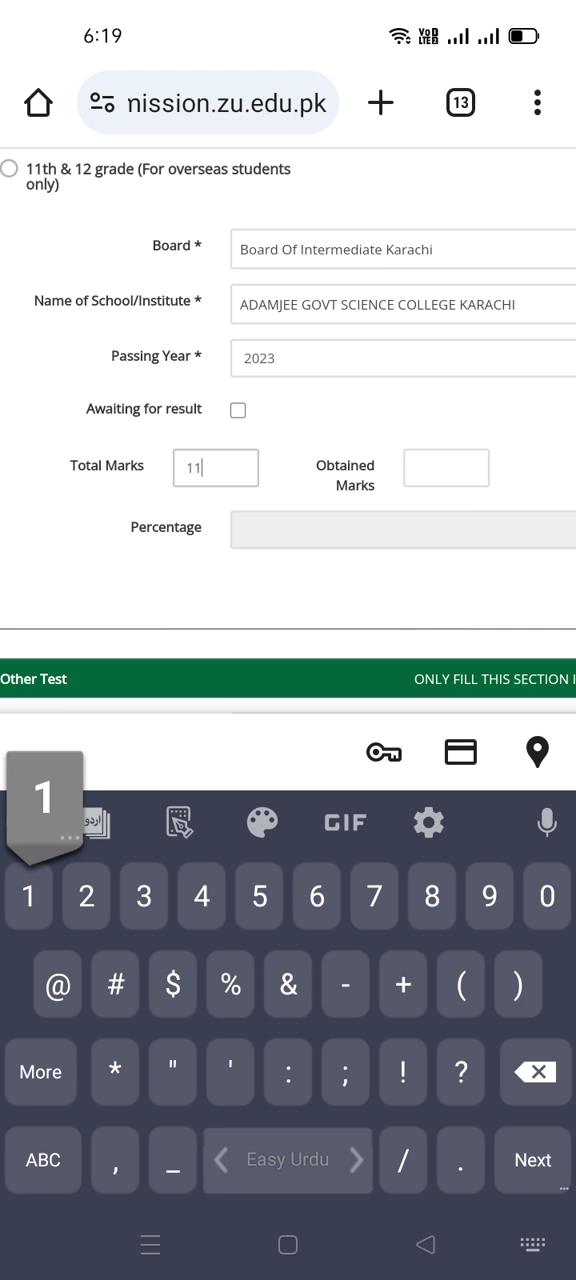 6:19
VoD
LTE2
nission.zu.edu.pk
13
11th & 12 grade (For overseas students
only)
Board *
Board Of Intermediate Karachi
Name of School/Institute *
ADAMJEE GOVT SCIENCE COLLEGE KARACHI
Passing Year *
2023
Awaiting for result
Total Marks
11
Obtained
Marks
Percentage
Other Test
ONLY FILL THIS SECTION I
1
...
اردو
GIF
1 2 3 4 5 6 7 8 9 0
@ # $ % & - + ( )
More * " ' : ; ! ?
ABC , _ Easy Urdu / . Next
...